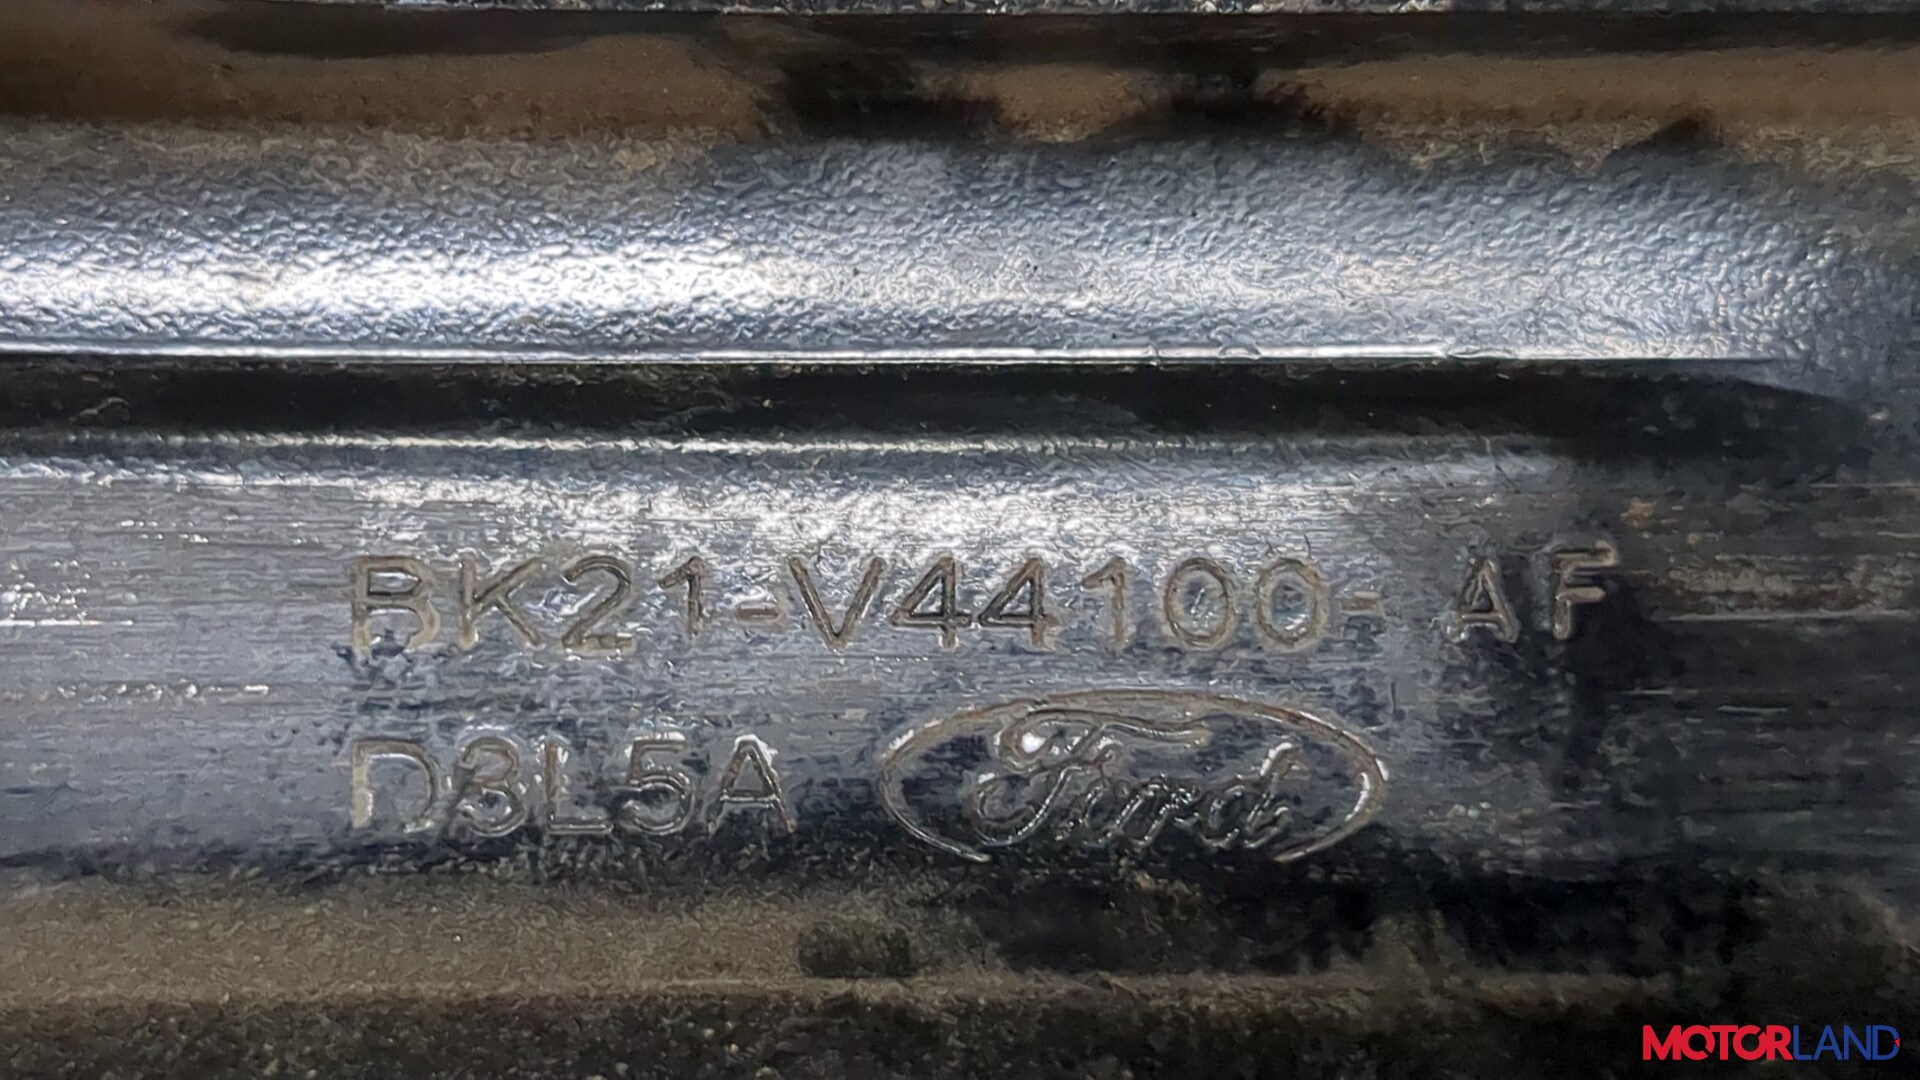 BK21-V44100- AF
D3L5A Ford
MOTORLAND